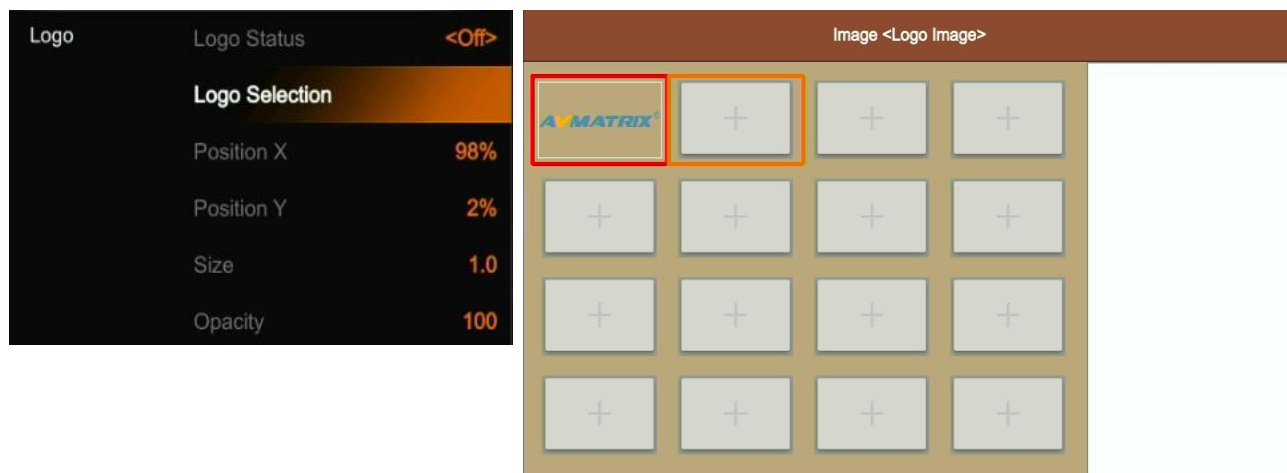 Logo
Logo Status <Off>
Logo Selection
Position X 98%
Position Y 2%
Size 1.0
Opacity 100
Image <Logo Image>
AVMATRIX®